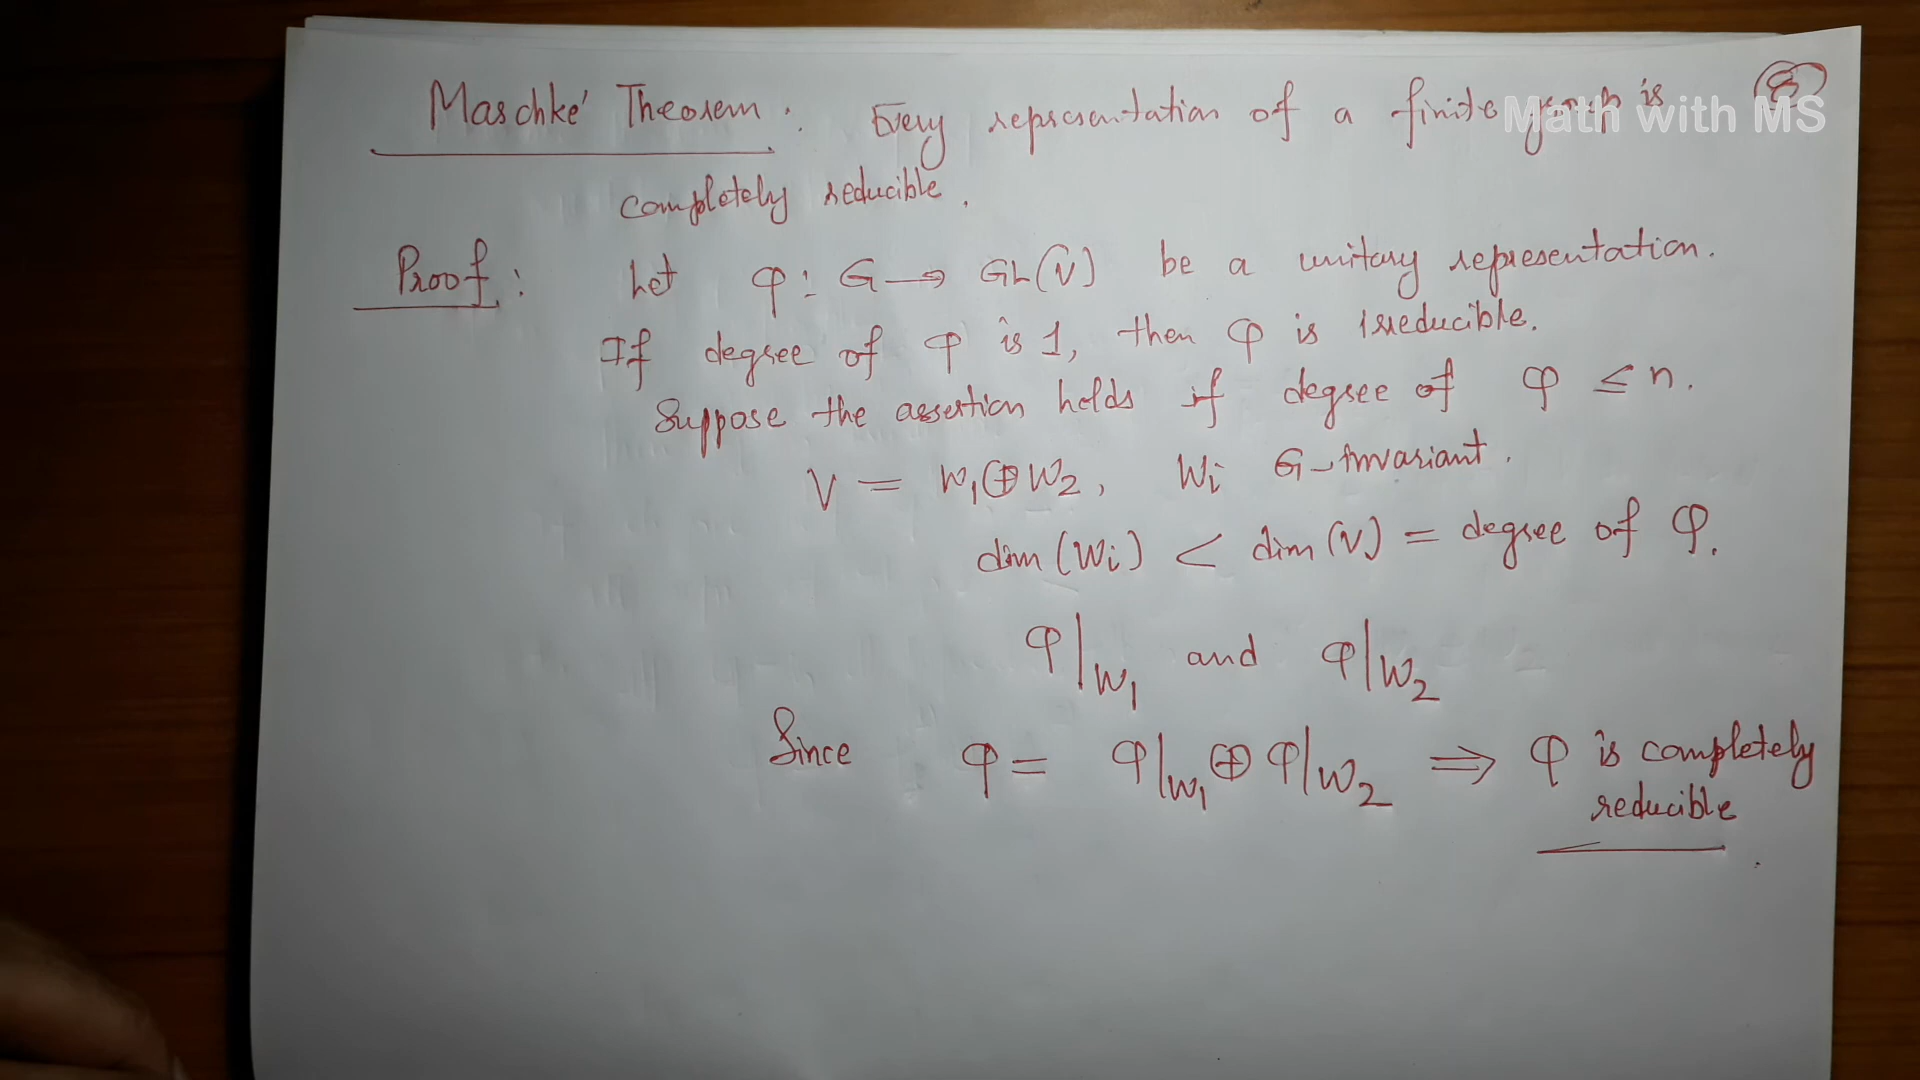 Maschke' Theorem : Every representation of a finite group is
completely reducible.
Proof : Let φ : G → GL(V) be a unitary representation.
If degree of φ is 1, then φ is irreducible.
Suppose the assertion holds if degree of φ ≤ n.
V = W₁ ⊕ W₂, Wi G-invariant.
dim (Wi) < dim (V) = degree of φ.
φ|W₁ and φ|W₂
Since φ = φ|W₁ ⊕ φ|W₂ ⇒ φ is completely
reducible
8
Math with MS